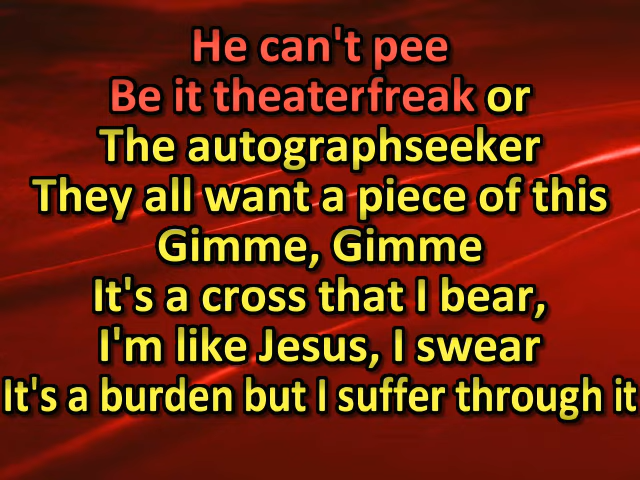 He can't pee
Be it theaterfreak or
The autographseeker
They all want a piece of this
Gimme, Gimme
It's a cross that I bear,
I'm like Jesus, I swear
It's a burden but I suffer through it